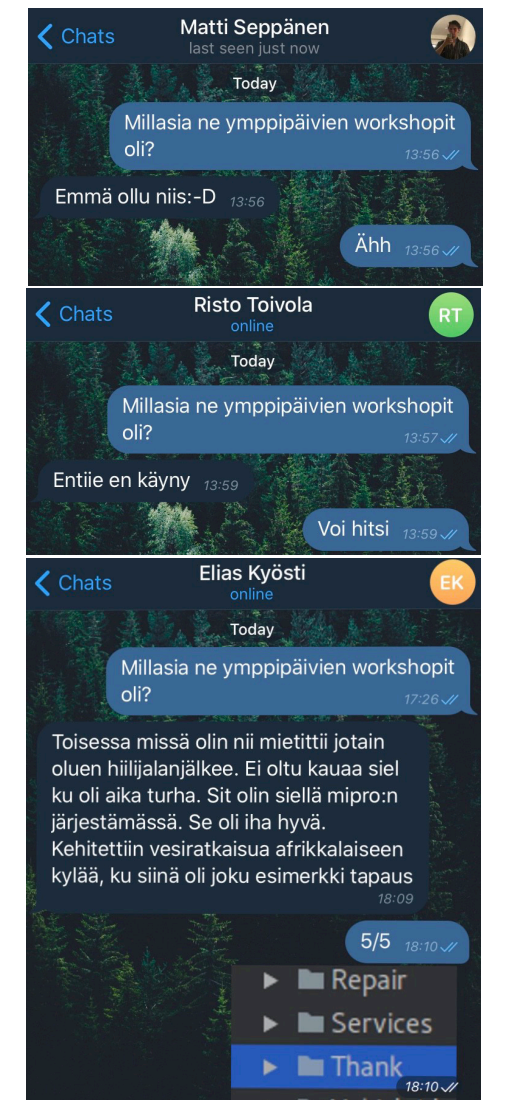 Chats
Matti Seppänen
last seen just now
Today
Millasia ne ymppipäivien workshopit
oli?
13:56
Emmä ollu niis:-D 13:56
Ähh 13:56
Chats
Risto Toivola
online
RT
Today
Millasia ne ymppipäivien workshopit
oli?
13:57
Entiie en käyny 13:59
Voi hitsi 13:59
Chats
Elias Kyösti
online
EK
Today
Millasia ne ymppipäivien workshopit
oli?
17:26
Toisessa missä olin nii mietittii jotain
oluen hiilijalanjälkee. Ei oltu kauaa siel
ku oli aika turha. Sit olin siellä mipro:n
järjestämässä. Se oli iha hyvä.
Kehitettiin vesiratkaisua afrikkalaiseen
kylää, ku siinä oli joku esimerkki tapaus
18:09
5/5 18:10
Repair
Services
Thank
18:10